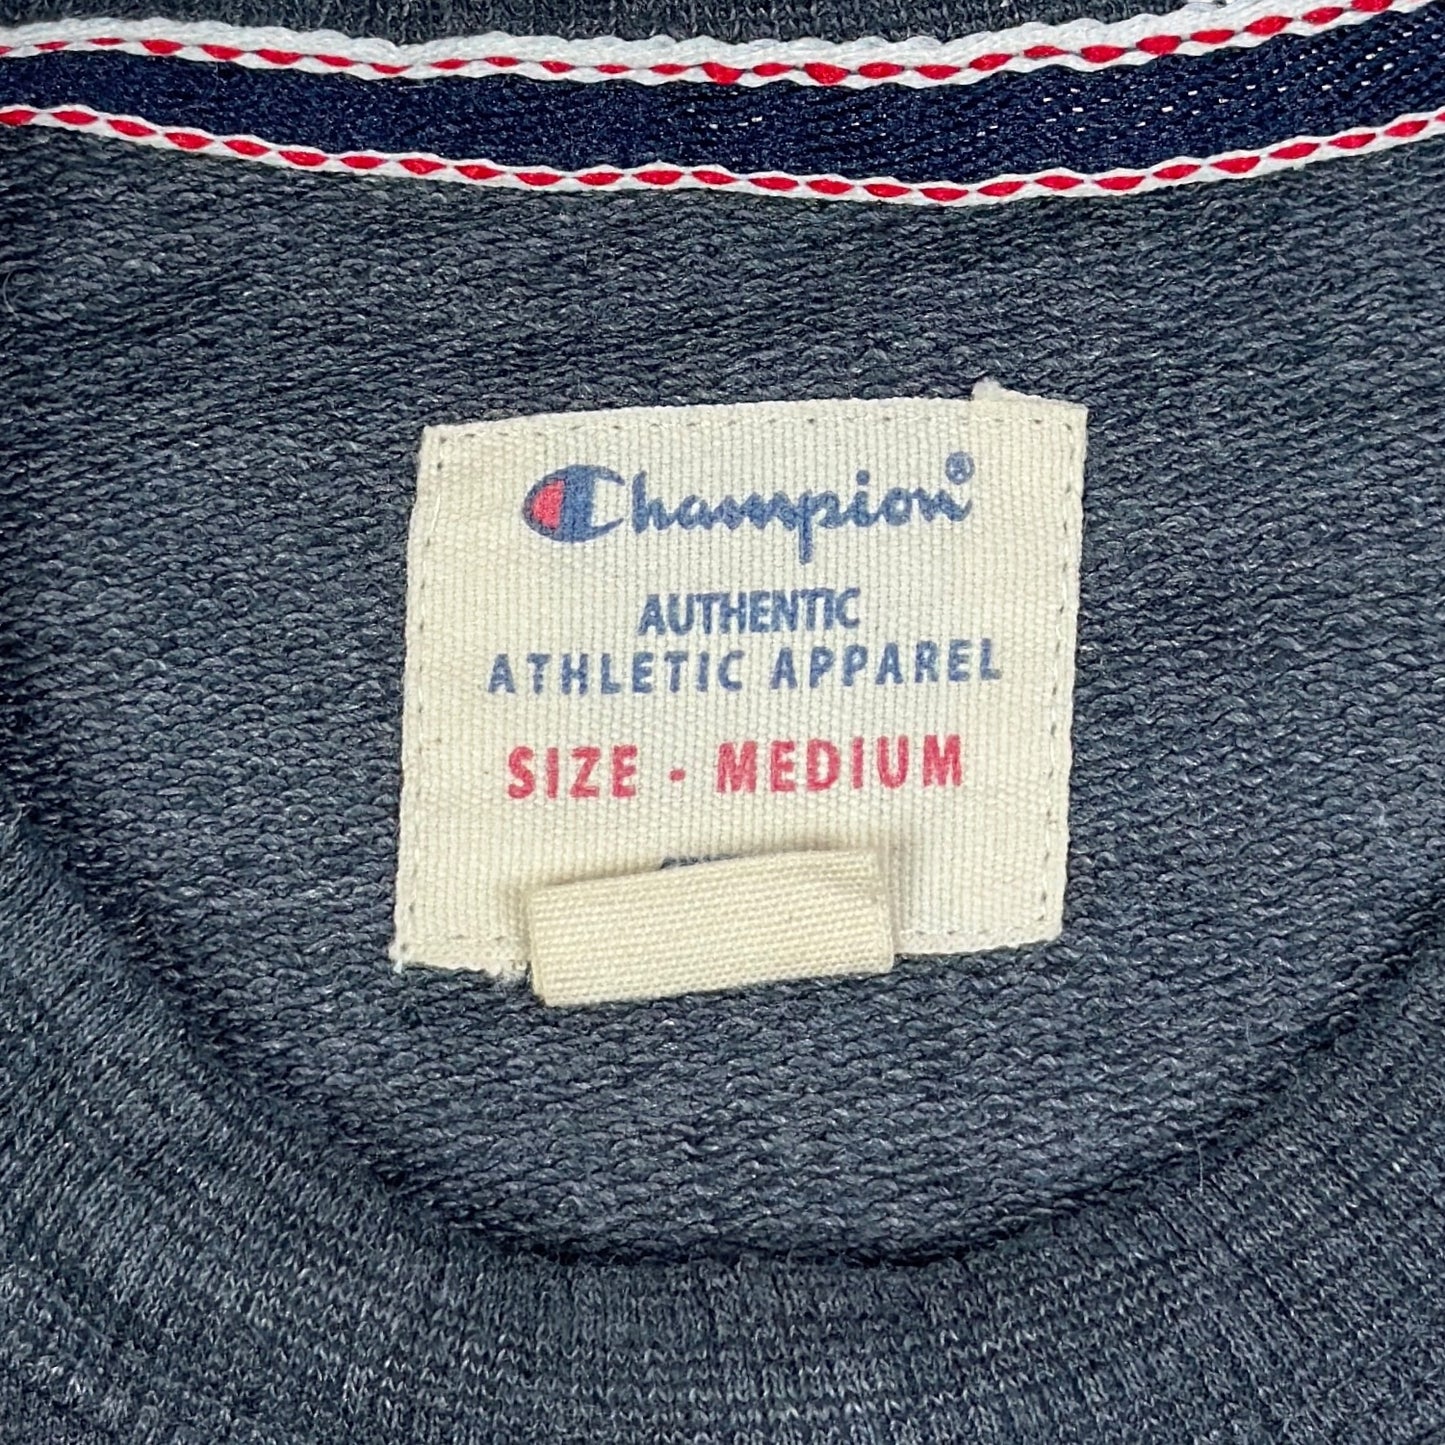 Champion®
AUTHENTIC
ATHLETIC APPAREL
SIZE - MEDIUM